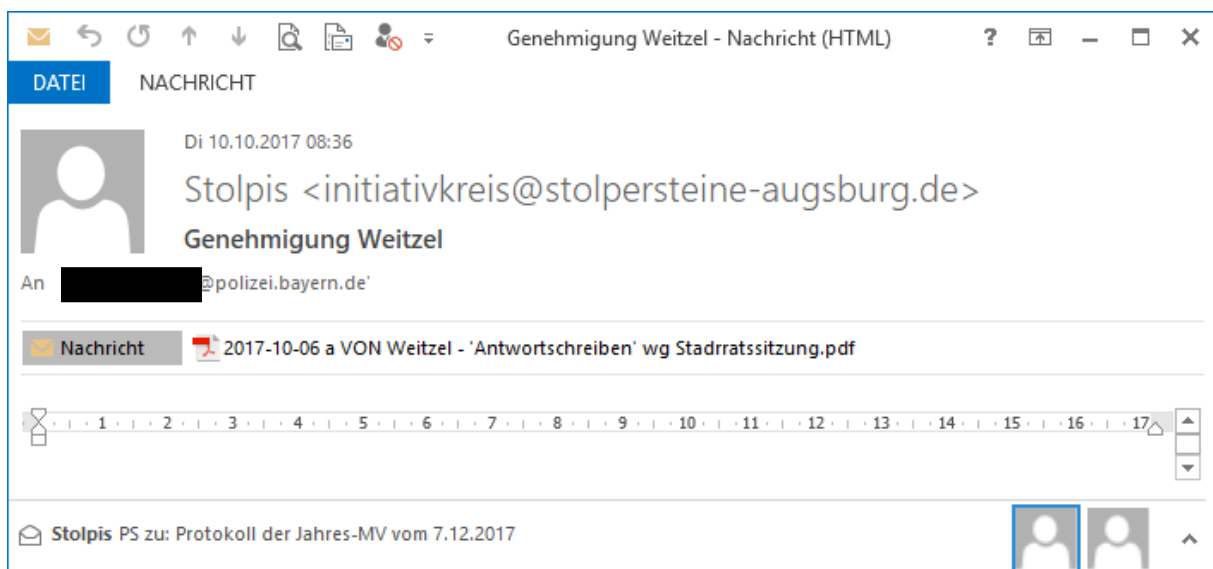 Genehmigung Weitzel - Nachricht (HTML)
DATEI NACHRICHT
Di 10.10.2017 08:36
Stolpis <initiativkreis@stolpersteine-augsburg.de>
Genehmigung Weitzel
An @polizei.bayern.de'
Nachricht 2017-10-06 a VON Weitzel - 'Antwortschreiben' wg Stadrratssitzung.pdf
1 2 3 4 5 6 7 8 9 10 11 12 13 14 15 16 17
Stolpis PS zu: Protokoll der Jahres-MV vom 7.12.2017